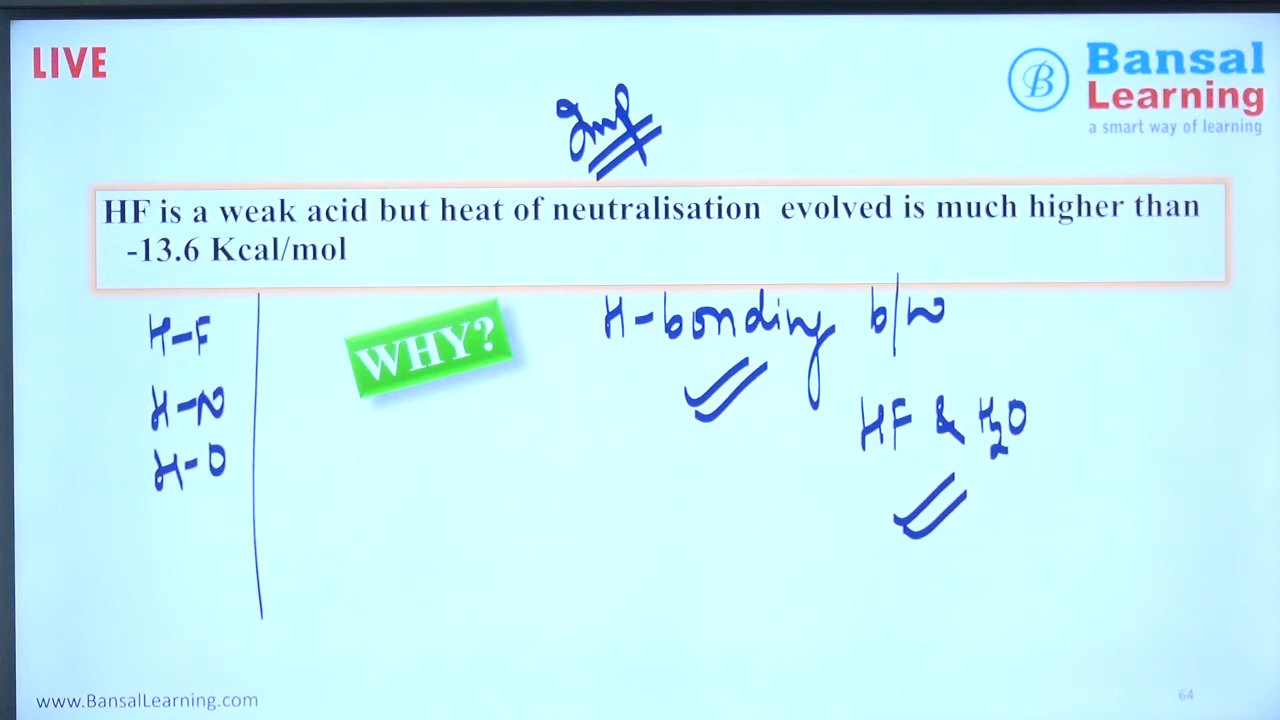 LIVE
Bansal
Learning
a smart way of learning
Imp
HF is a weak acid but heat of neutralisation evolved is much higher than
-13.6 Kcal/mol
WHY?
H-bonding b/w
HF & H2O
H-F
H-N
H-O
www.BansalLearning.com
64